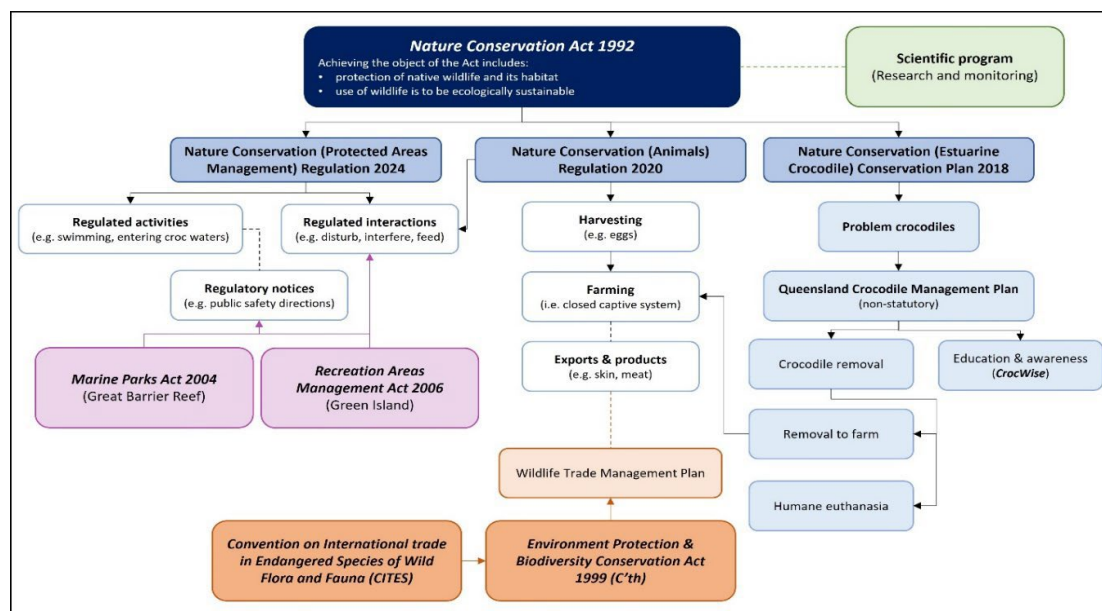 Nature Conservation Act 1992
Achieving the object of the Act includes:
• protection of native wildlife and its habitat
• use of wildlife is to be ecologically sustainable
Scientific program
(Research and monitoring)
Nature Conservation (Protected Areas
Management) Regulation 2024
Nature Conservation (Animals)
Regulation 2020
Nature Conservation (Estuarine
Crocodile) Conservation Plan 2018
Regulated activities
(e.g. swimming, entering croc waters)
Regulated interactions
(e.g. disturb, interfere, feed)
Harvesting
(e.g. eggs)
Problem crocodiles
Regulatory notices
(e.g. public safety directions)
Farming
(i.e. closed captive system)
Queensland Crocodile Management Plan
(non-statutory)
Marine Parks Act 2004
(Great Barrier Reef)
Recreation Areas
Management Act 2006
(Green Island)
Exports & products
(e.g. skin, meat)
Crocodile removal
Education & awareness
(CrocWise)
Removal to farm
Wildlife Trade Management Plan
Humane euthanasia
Convention on International trade
in Endangered Species of Wild
Flora and Fauna (CITES)
Environment Protection &
Biodiversity Conservation Act
1999 (C'th)